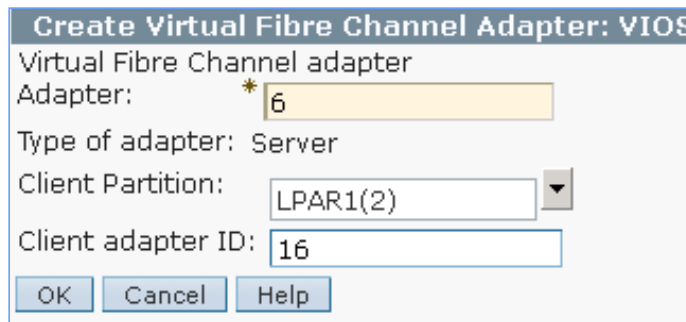 Create Virtual Fibre Channel Adapter: VIOS
Virtual Fibre Channel adapter
Adapter: * 6
Type of adapter: Server
Client Partition: LPAR1(2)
Client adapter ID: 16
OK Cancel Help